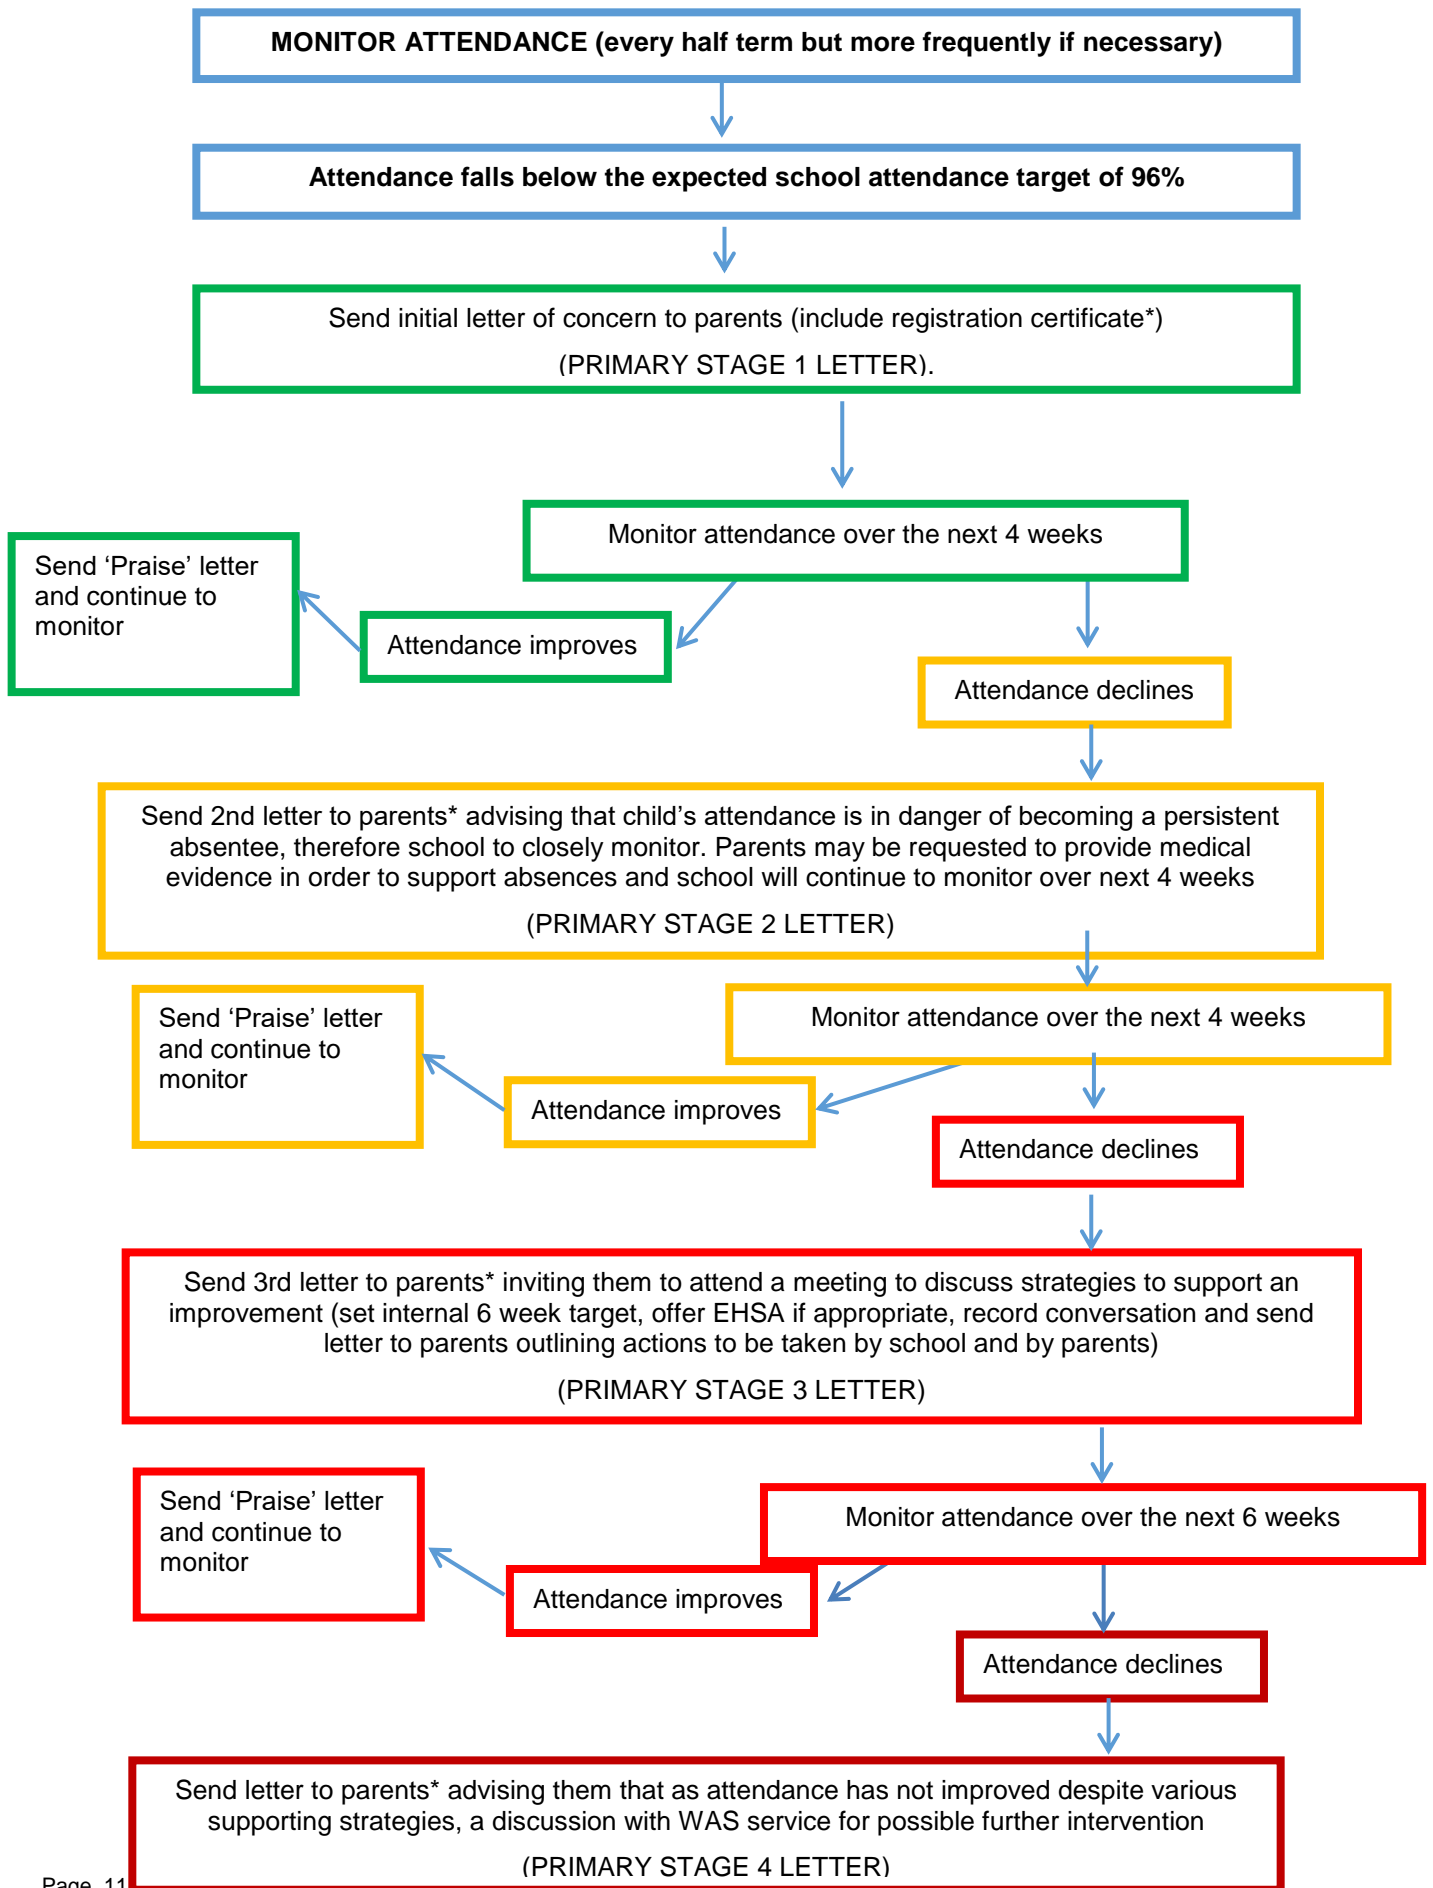 MONITOR ATTENDANCE (every half term but more frequently if necessary)
Attendance falls below the expected school attendance target of 96%
Send initial letter of concern to parents (include registration certificate*)
(PRIMARY STAGE 1 LETTER).
Monitor attendance over the next 4 weeks
Send ‘Praise’ letter
and continue to
monitor
Attendance improves
Attendance declines
Send 2nd letter to parents* advising that child’s attendance is in danger of becoming a persistent
absentee, therefore school to closely monitor. Parents may be requested to provide medical
evidence in order to support absences and school will continue to monitor over next 4 weeks
(PRIMARY STAGE 2 LETTER)
Monitor attendance over the next 4 weeks
Send ‘Praise’ letter
and continue to
monitor
Attendance improves
Attendance declines
Send 3rd letter to parents* inviting them to attend a meeting to discuss strategies to support an
improvement (set internal 6 week target, offer EHSA if appropriate, record conversation and send
letter to parents outlining actions to be taken by school and by parents)
(PRIMARY STAGE 3 LETTER)
Monitor attendance over the next 6 weeks
Send ‘Praise’ letter
and continue to
monitor
Attendance improves
Attendance declines
Send letter to parents* advising them that as attendance has not improved despite various
supporting strategies, a discussion with WAS service for possible further intervention
(PRIMARY STAGE 4 LETTER)
Page 11